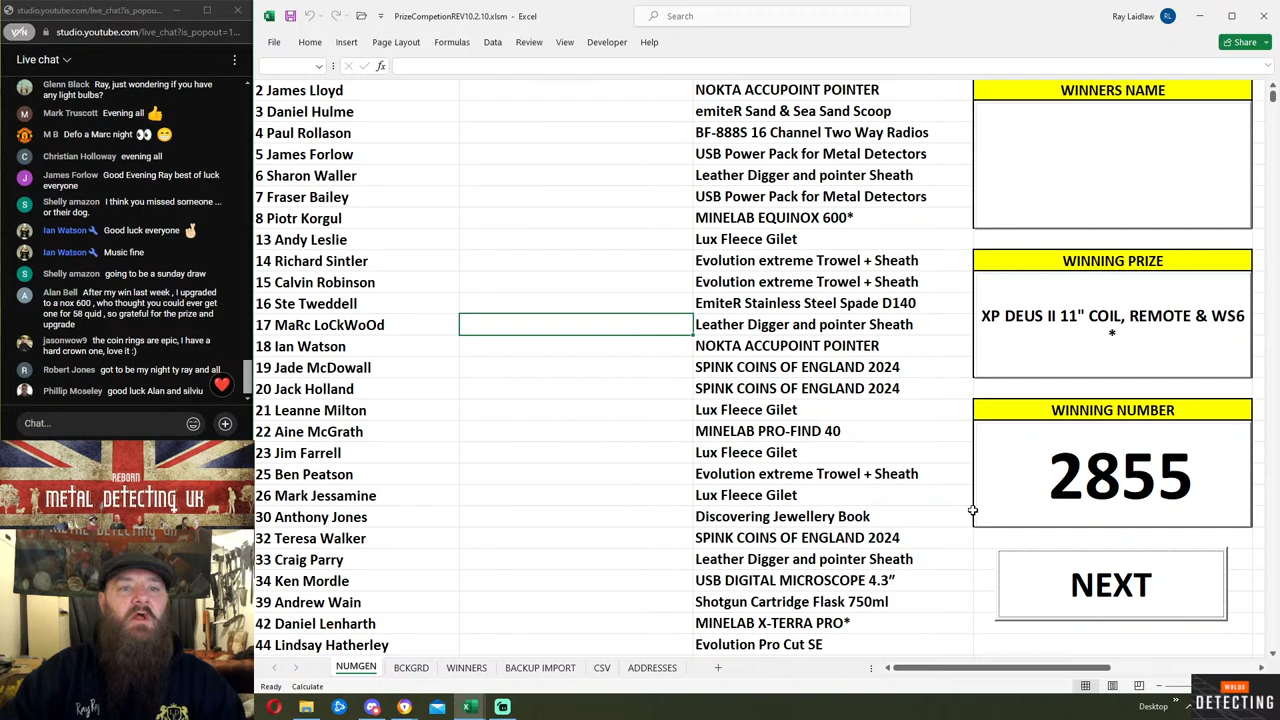 studio.youtube.com/live_chat?is_popou...
studio.youtube.com/live_chat?is_popout=1...
Live chat
Glenn Black Ray, just wondering if you have
any light bulbs?
Mark Truscott Evening all
M B Defo a Marc night
Christian Holloway evening all
James Forlow Good Evening Ray best of luck
everyone
Shelly amazon I think you missed someone ...
or their dog.
Ian Watson Good luck everyone
Ian Watson Music fine
Shelly amazon going to be a sunday draw
Alan Bell After my win last week , I upgraded
to a nox 600 , who thought you could ever get
one for 58 quid , so grateful for the prize and
upgrade
jasonwow9 the coin rings are epic, I have a
hard crown one, love it :)
Robert Jones got to be my night ty ray and all
Phillip Moseley good luck Alan and silviu
Chat...
REBORN
METAL DETECTING UK
PrizeCompetionREV10.2.10.xlsm - Excel
Search
Ray Laidlaw RL
File Home Insert Page Layout Formulas Data Review View Developer Help
Share
fx
2 James Lloyd NOKTA ACCUPOINT POINTER
3 Daniel Hulme emiteR Sand & Sea Sand Scoop
4 Paul Rollason BF-888S 16 Channel Two Way Radios
5 James Forlow USB Power Pack for Metal Detectors
6 Sharon Waller Leather Digger and pointer Sheath
7 Fraser Bailey USB Power Pack for Metal Detectors
8 Piotr Korgul MINELAB EQUINOX 600*
13 Andy Leslie Lux Fleece Gilet
14 Richard Sintler Evolution extreme Trowel + Sheath
15 Calvin Robinson Evolution extreme Trowel + Sheath
16 Ste Tweddell EmiteR Stainless Steel Spade D140
17 MaRc LoCkWoOd Leather Digger and pointer Sheath
18 Ian Watson NOKTA ACCUPOINT POINTER
19 Jade McDowall SPINK COINS OF ENGLAND 2024
20 Jack Holland SPINK COINS OF ENGLAND 2024
21 Leanne Milton Lux Fleece Gilet
22 Aine McGrath MINELAB PRO-FIND 40
23 Jim Farrell Lux Fleece Gilet
25 Ben Peatson Evolution extreme Trowel + Sheath
26 Mark Jessamine Lux Fleece Gilet
30 Anthony Jones Discovering Jewellery Book
32 Teresa Walker SPINK COINS OF ENGLAND 2024
33 Craig Parry Leather Digger and pointer Sheath
34 Ken Mordle USB DIGITAL MICROSCOPE 4.3”
39 Andrew Wain Shotgun Cartridge Flask 750ml
42 Daniel Lenharth MINELAB X-TERRA PRO*
44 Lindsay Hatherley Evolution Pro Cut SE
WINNERS NAME
WINNING PRIZE
XP DEUS II 11" COIL, REMOTE & WS6
*
WINNING NUMBER
2855
NEXT
NUMGEN BCKGRD WINNERS BACKUP IMPORT CSV ADDRESSES
Ready Calculate
Desktop
DETECTING